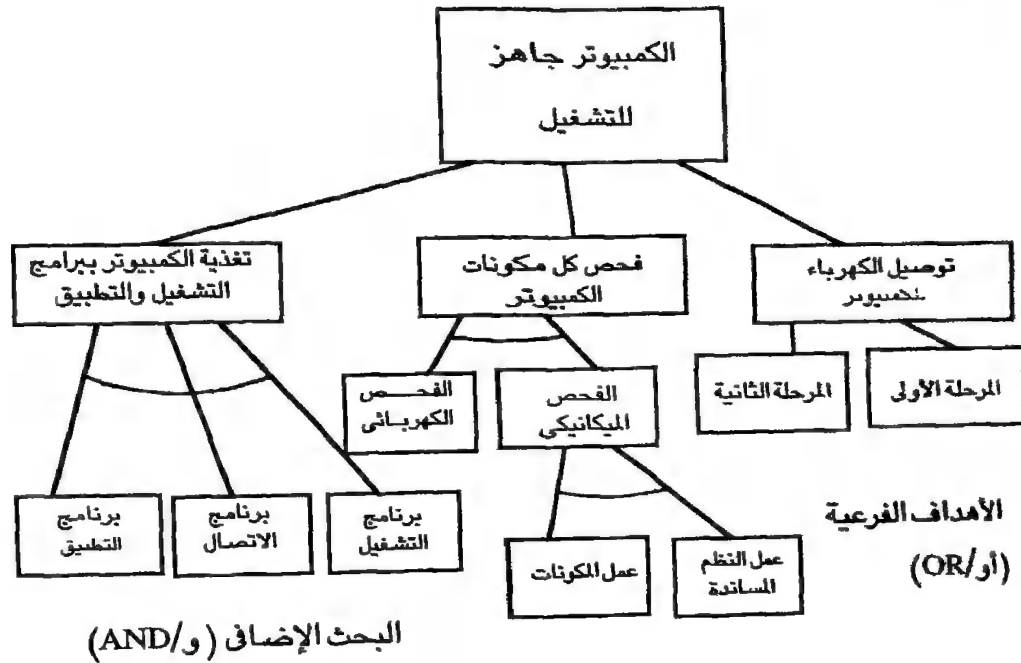 الكمبيوتر جاهز
للتشغيل
توصيل الكهرباء
للكمبيوتر
فحص كل مكونات
الكمبيوتر
تغذية الكمبيوتر ببرامج
التشغيل والتطبيق
المرحلة الأولى
المرحلة الثانية
الفحص
الميكانيكى
الفحص
الكهربائى
عمل النظم
المساندة
عمل المكونات
برنامج
التشغيل
برنامج
الاتصال
برنامج
التطبيق
الأهداف الفرعية
(أو/OR)
البحث الإضافى (و/AND)